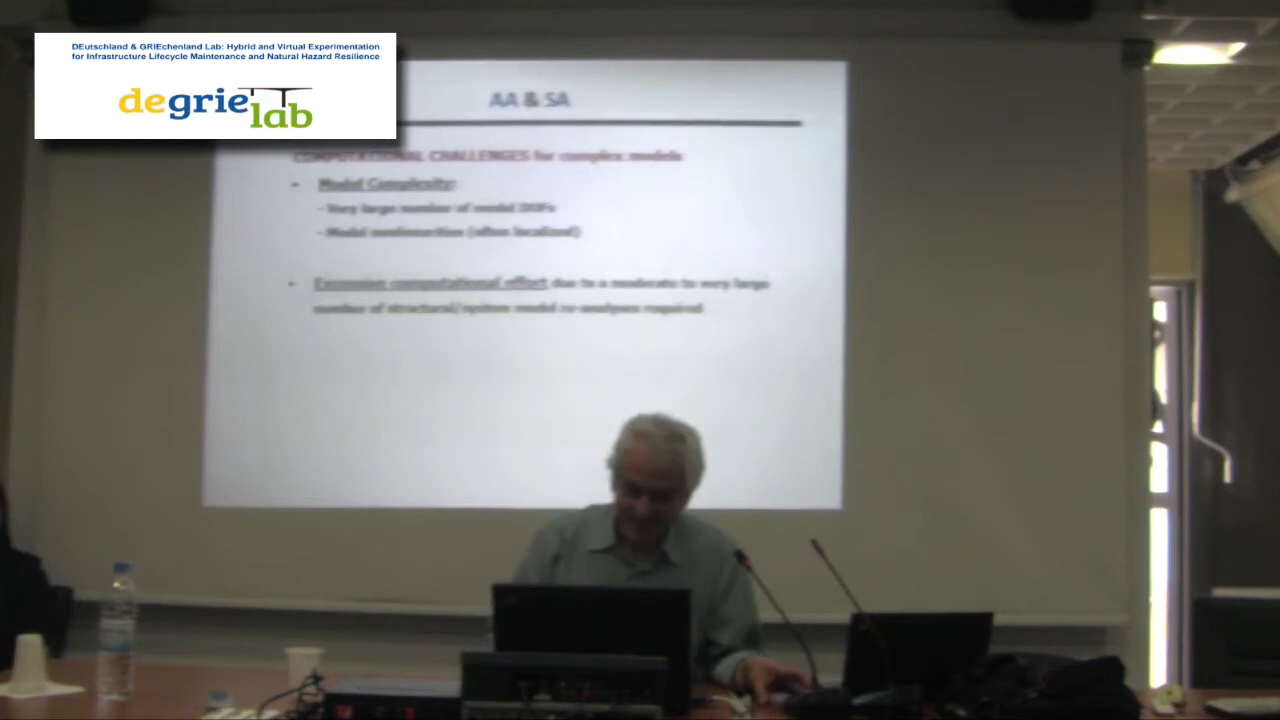 DEutschland & GRIEchenland Lab: Hybrid and Virtual Experimentation
for Infrastructure Lifecycle Maintenance and Natural Hazard Resilience
degrie
lab
AA & SA
COMPUTATIONAL CHALLENGES for complex models
• Model Complexity:
- Very large number of model DOFs
- Model nonlinearities (often localized)
• Excessive computational effort due to a moderate to very large
number of structural/system model re-analyses required